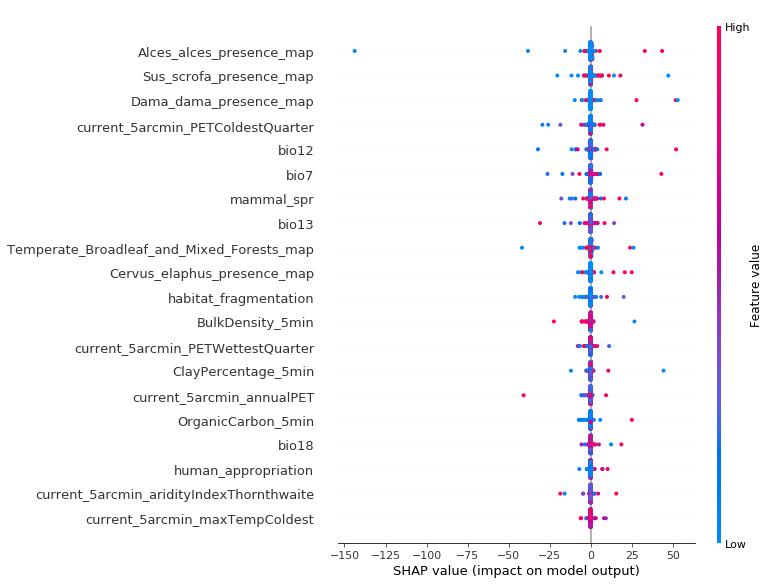 High
Alces_alces_presence_map
Sus_scrofa_presence_map
Dama_dama_presence_map
current_5arcmin_PETColdestQuarter
bio12
bio7
mammal_spr
bio13
Temperate_Broadleaf_and_Mixed_Forests_map
Cervus_elaphus_presence_map
habitat_fragmentation
BulkDensity_5min
current_5arcmin_PETWettestQuarter
ClayPercentage_5min
current_5arcmin_annualPET
OrganicCarbon_5min
bio18
human_appropriation
current_5arcmin_aridityIndexThornthwaite
current_5arcmin_maxTempColdest
Feature value
Low
−150 −125 −100 −75 −50 −25 0 25 50
SHAP value (impact on model output)